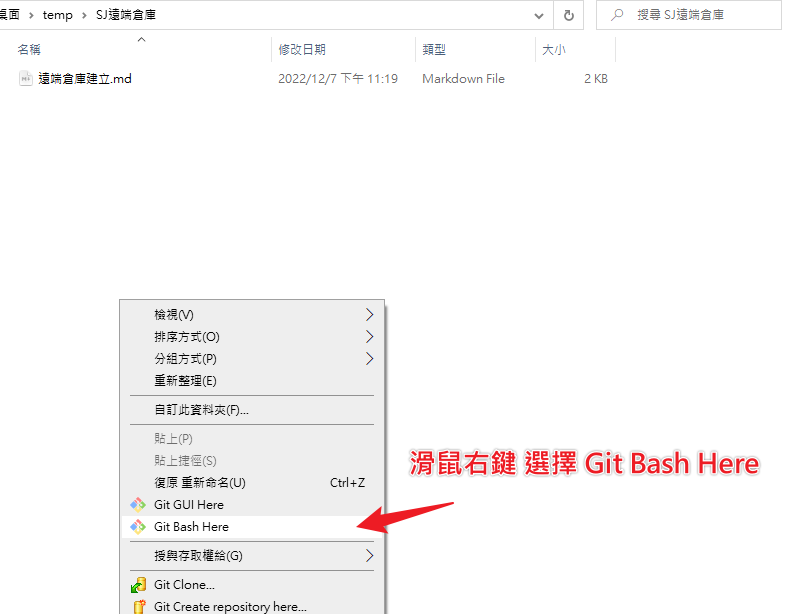 桌面 > temp > SJ遠端倉庫
搜尋 SJ遠端倉庫
名稱 修改日期 類型 大小
遠端倉庫建立.md 2022/12/7 下午 11:19 Markdown File 2 KB
檢視(V)
排序方式(O)
分組方式(P)
重新整理(E)
自訂此資料夾(F)...
貼上(P)
貼上捷徑(S)
復原 重新命名(U) Ctrl+Z
Git GUI Here
Git Bash Here
滑鼠右鍵 選擇 Git Bash Here
授與存取權給(G)
Git Clone...
Git Create repository here...